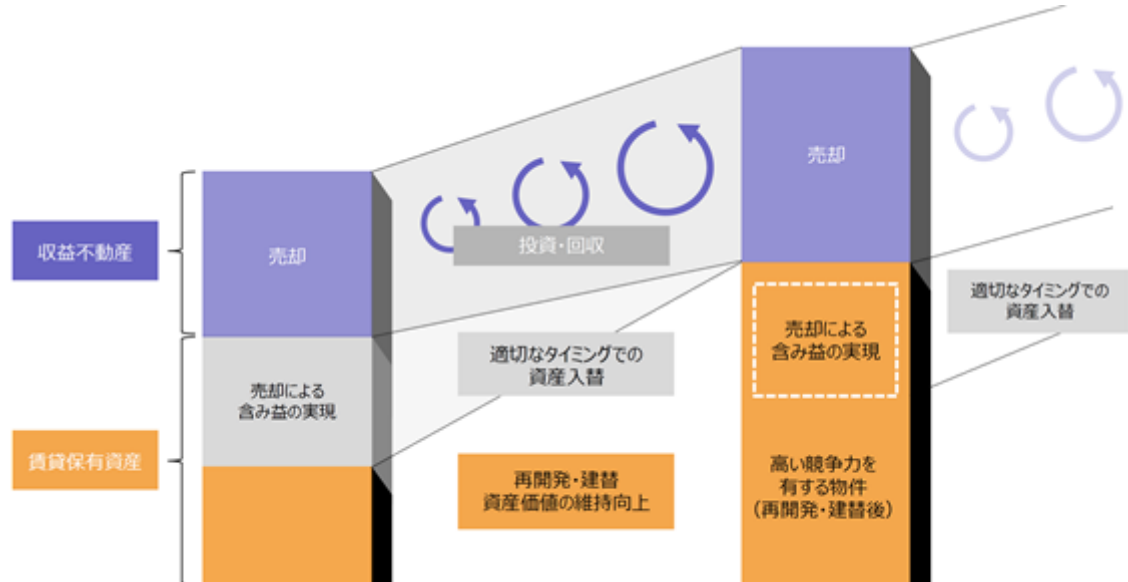 収益不動産
賃貸保有資産
売却
売却による
含み益の実現
投資・回収
適切なタイミングでの
資産入替
再開発・建替
資産価値の維持向上
売却
売却による
含み益の実現
高い競争力を
有する物件
（再開発・建替後）
適切なタイミングでの
資産入替